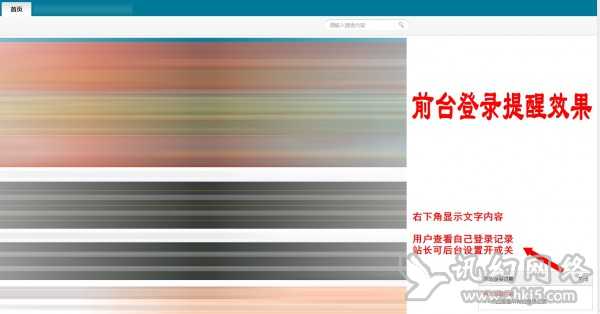 首页
请输入搜索内容
前台登录提醒效果
右下角显示文字内容
用户查看自己登录记录
站长可后台设置开或关
讯幻网络
www.hki5.com